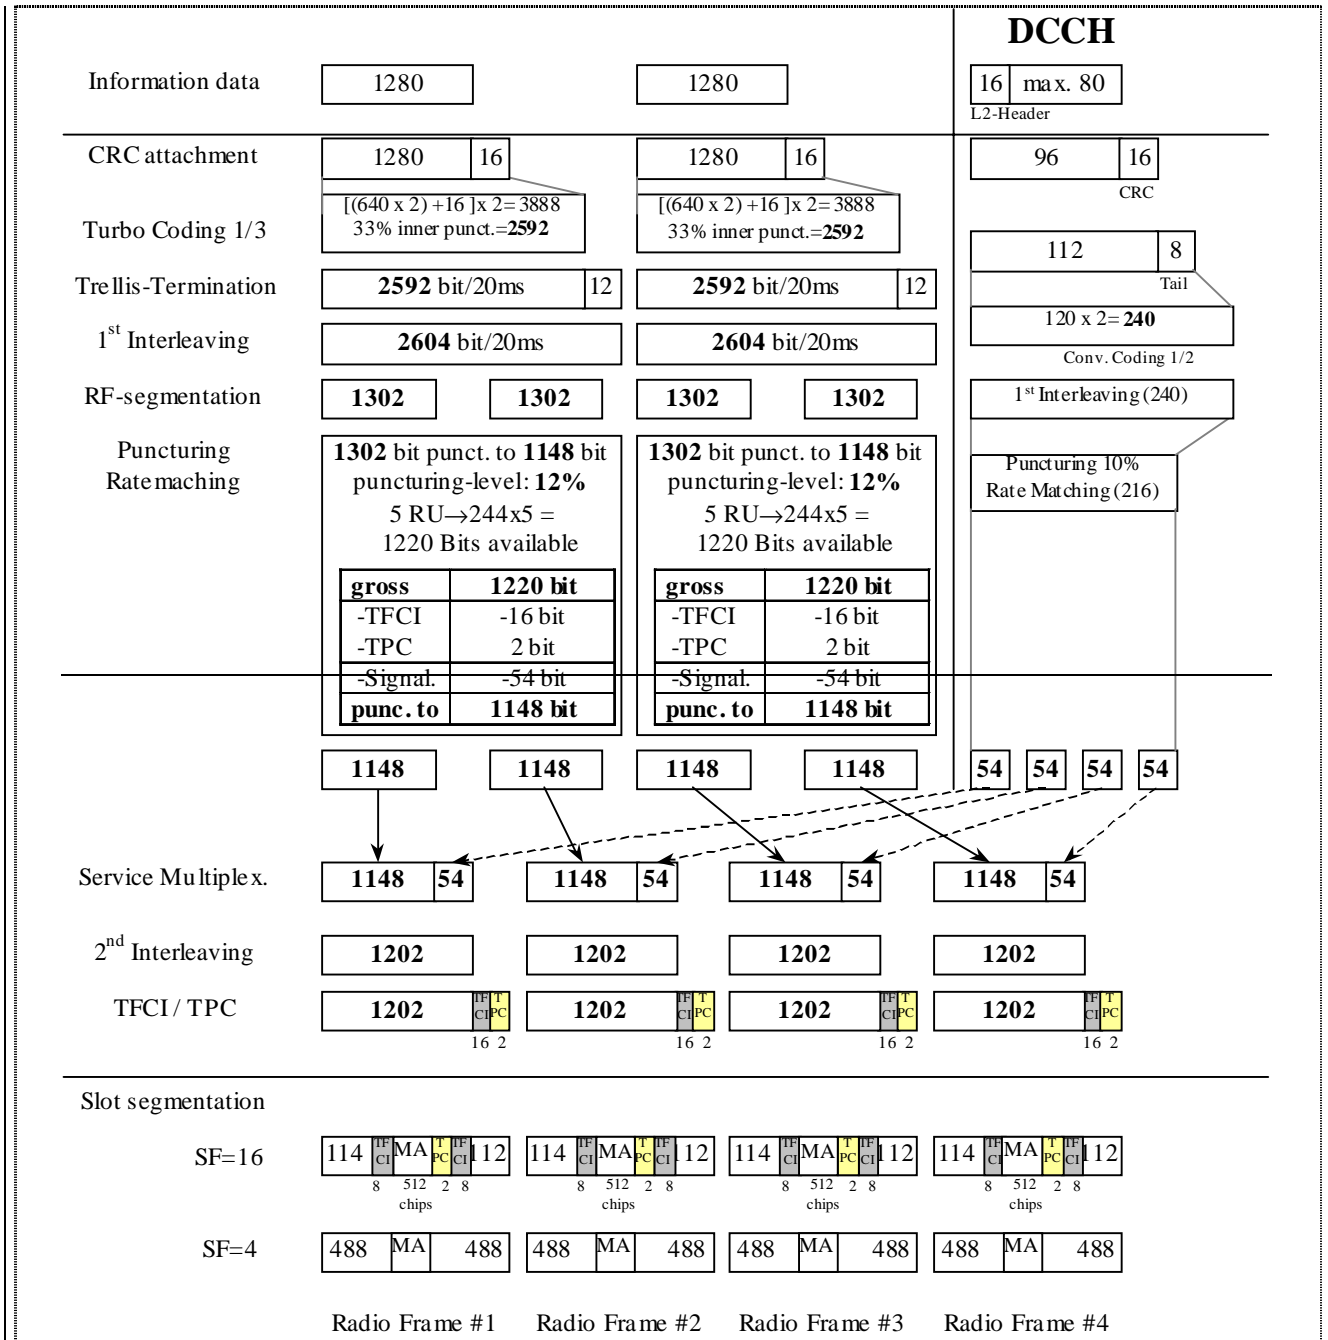 DCCH
Information data 1280 1280 16 max. 80
L2-Header
CRC attachment 1280 16 1280 16 96 16
CRC
[(640 x 2) +16 ]x 2=3888 [(640 x 2) +16 ]x 2=3888
Turbo Coding 1/3 33% inner punct.=2592 33% inner punct.=2592
112 8
Tail
Trellis-Termination 2592 bit/20ms 12 2592 bit/20ms 12
120 x 2= 240
Conv. Coding 1/2
1st Interleaving 2604 bit/20ms 2604 bit/20ms
RF-segmentation 1302 1302 1302 1302 1st Interleaving (240)
Puncturing 1302 bit punct. to 1148 bit 1302 bit punct. to 1148 bit Puncturing 10%
Ratemaching puncturing-level: 12% puncturing-level: 12% Rate Matching (216)
5 RU→244x5 = 5 RU→244x5 =
1220 Bits available 1220 Bits available
gross 1220 bit gross 1220 bit
-TFCI -16 bit -TFCI -16 bit
-TPC 2 bit -TPC 2 bit
-Signal. -54 bit -Signal. -54 bit
punc. to 1148 bit punc. to 1148 bit
1148 1148 1148 1148 54 54 54 54
Service Multiplex. 1148 54 1148 54 1148 54 1148 54
2nd Interleaving 1202 1202 1202 1202
TFCI / TPC 1202 TFCI TPC 1202 TFCI TPC 1202 TFCI TPC 1202 TFCI TPC
16 2 16 2 16 2 16 2
Slot segmentation
SF=16 114 TFCI MA TPC TFCI 112 114 TFCI MA TPC TFCI 112 114 TFCI MA TPC TFCI 112 114 TFCI MA TPC TFCI 112
8 512 2 8 8 512 2 8 8 512 2 8 8 512 2 8
chips chips chips chips
SF=4 488 MA 488 488 MA 488 488 MA 488 488 MA 488
Radio Frame #1 Radio Frame #2 Radio Frame #3 Radio Frame #4